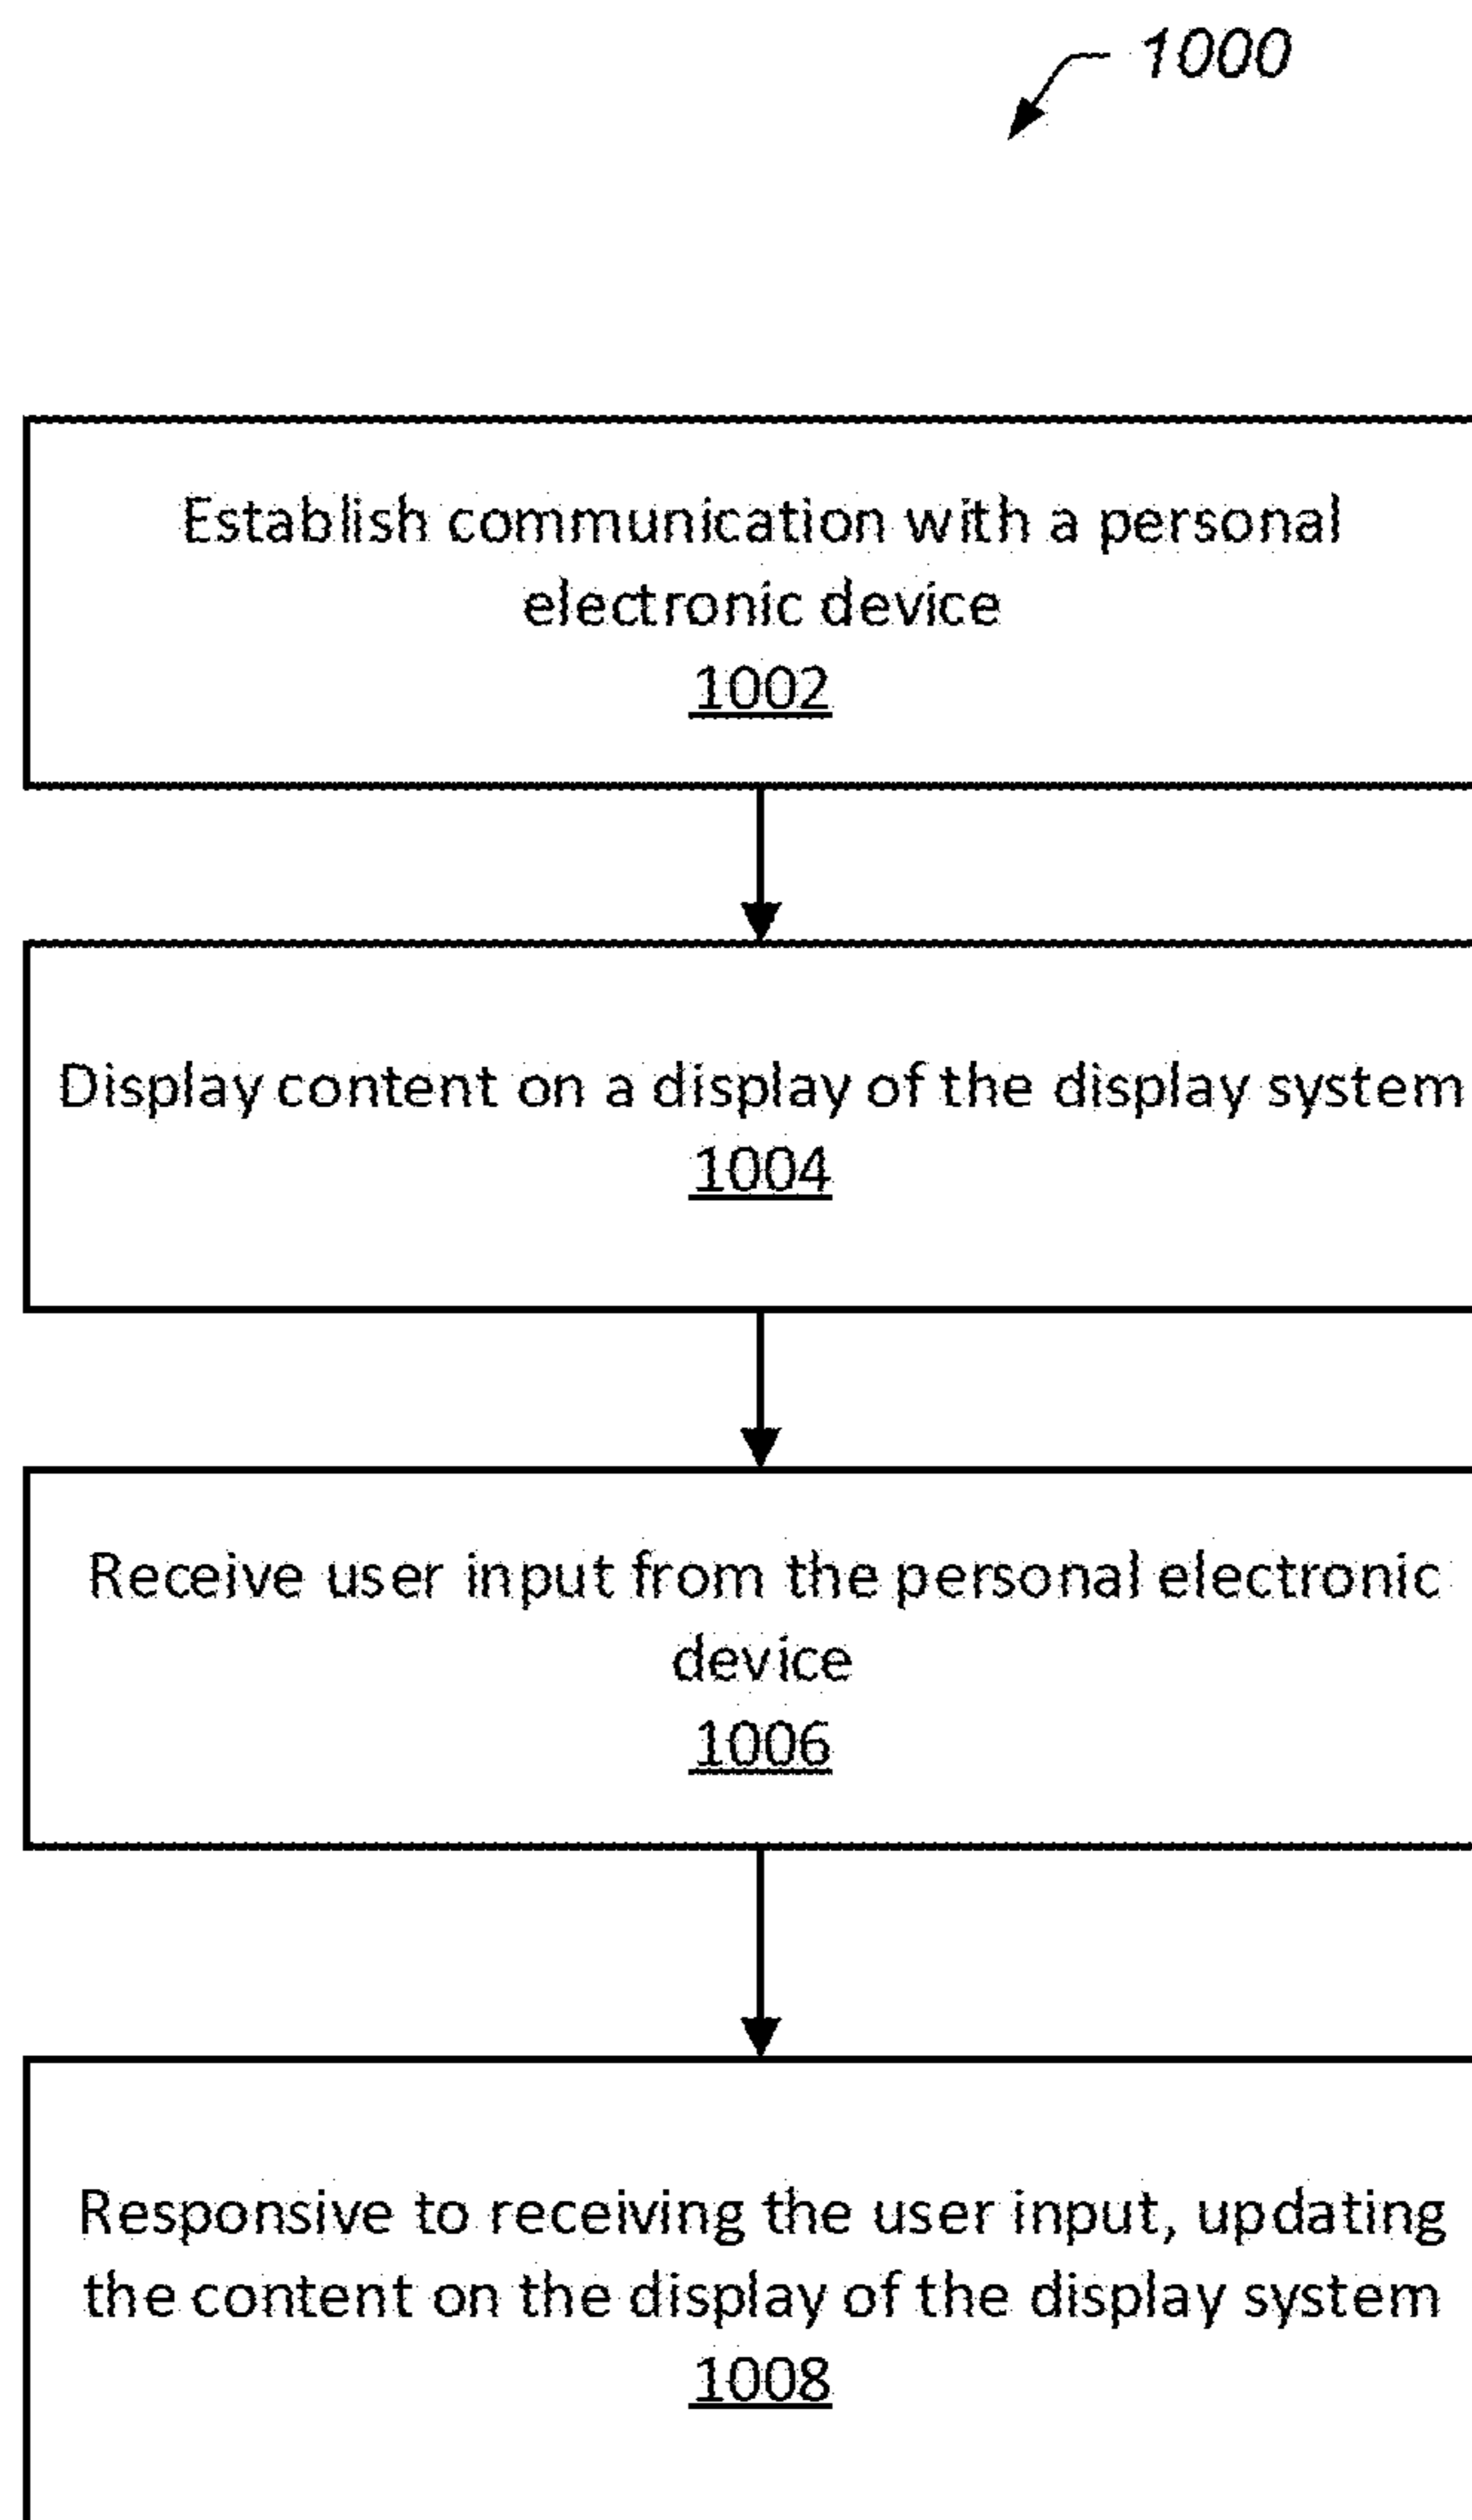 1000
Establish communication with a personal
electronic device
1002
Display content on a display of the display system
1004
Receive user input from the personal electronic
device
1006
Responsive to receiving the user input, updating
the content on the display of the display system
1008